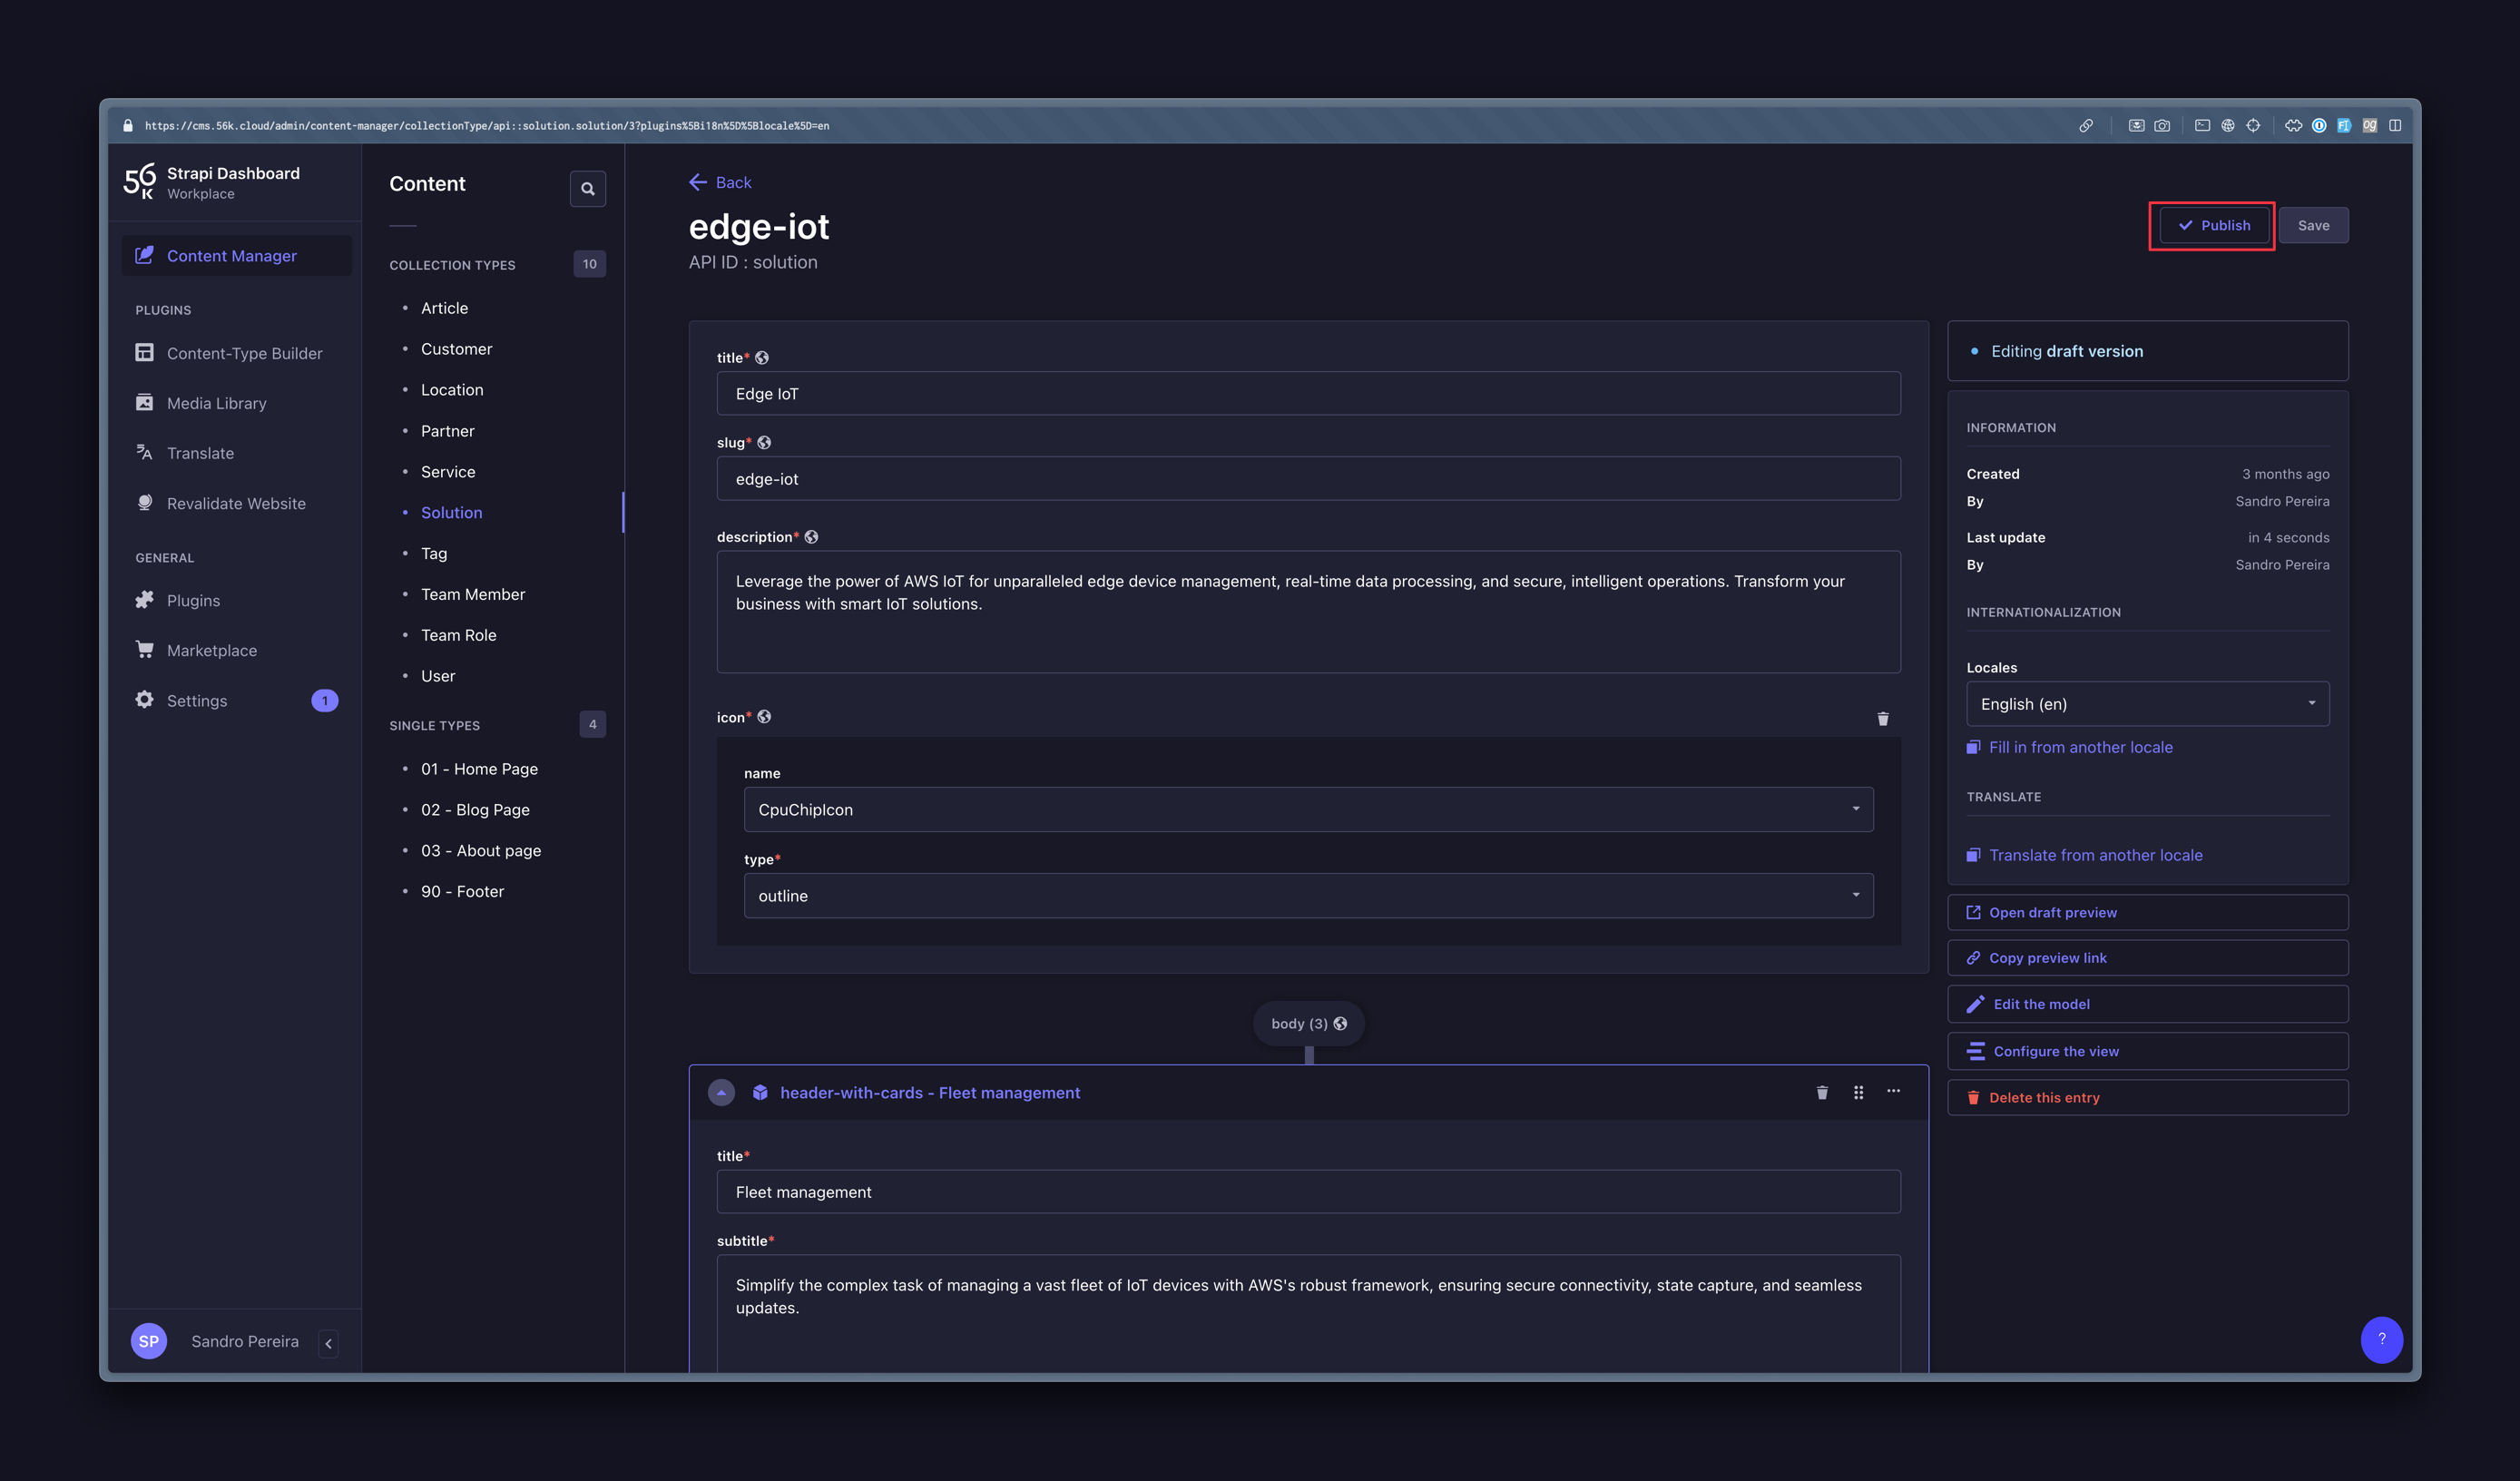 https://cms.56k.cloud/admin/content-manager/collectionType/api::solution.solution/3?plugins%5Bi18n%5D%5Blocale%5D=en
56
K
Strapi Dashboard
Workplace
Content Manager
PLUGINS
Content-Type Builder
Media Library
Translate
Revalidate Website
GENERAL
Plugins
Marketplace
Settings
1
SP
Sandro Pereira
Content
COLLECTION TYPES
10
Article
Customer
Location
Partner
Service
Solution
Tag
Team Member
Team Role
User
SINGLE TYPES
4
01 - Home Page
02 - Blog Page
03 - About page
90 - Footer
Back
edge-iot
API ID : solution
Publish
Save
title*
Edge IoT
slug*
edge-iot
description*
Leverage the power of AWS IoT for unparalleled edge device management, real-time data processing, and secure, intelligent operations. Transform your
business with smart IoT solutions.
icon*
name
CpuChipIcon
type*
outline
body (3)
header-with-cards - Fleet management
title*
Fleet management
subtitle*
Simplify the complex task of managing a vast fleet of IoT devices with AWS's robust framework, ensuring secure connectivity, state capture, and seamless
updates.
Editing draft version
INFORMATION
Created
3 months ago
By
Sandro Pereira
Last update
in 4 seconds
By
Sandro Pereira
INTERNATIONALIZATION
Locales
English (en)
Fill in from another locale
TRANSLATE
Translate from another locale
Open draft preview
Copy preview link
Edit the model
Configure the view
Delete this entry
?